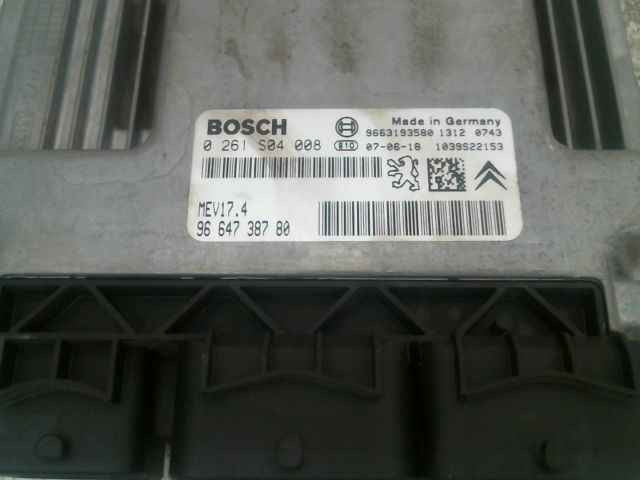 BOSCH
Made in Germany
9663193580 1312 0743
0 261 S04 008
810 07-06-18 1039S22153
MEV17.4
96 647 387 80